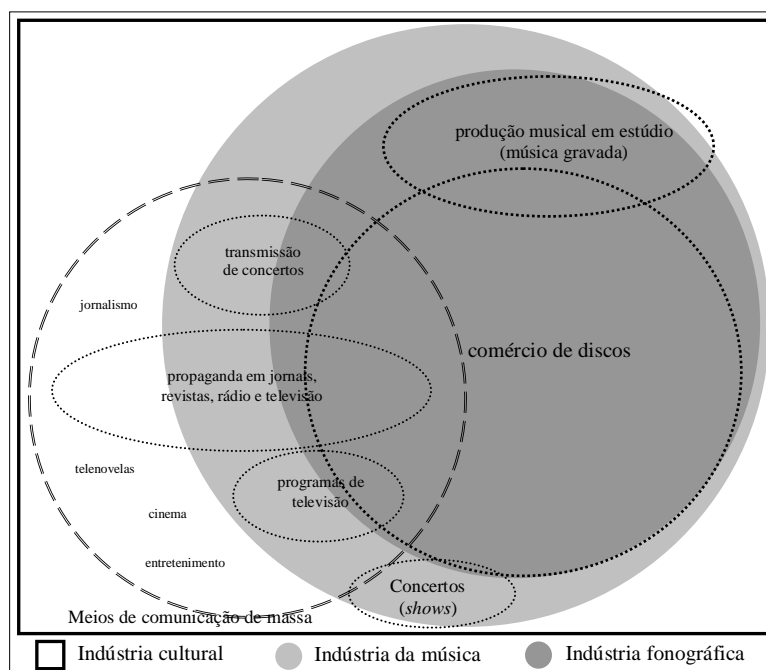 produção musical em estúdio
(música gravada)
transmissão
de concertos
jornalismo
comércio de discos
propaganda em jornais,
revistas, rádio e televisão
telenovelas
programas de
televisão
cinema
entretenimento
Concertos
(shows)
Meios de comunicação de massa
Indústria cultural
Indústria da música
Indústria fonográfica